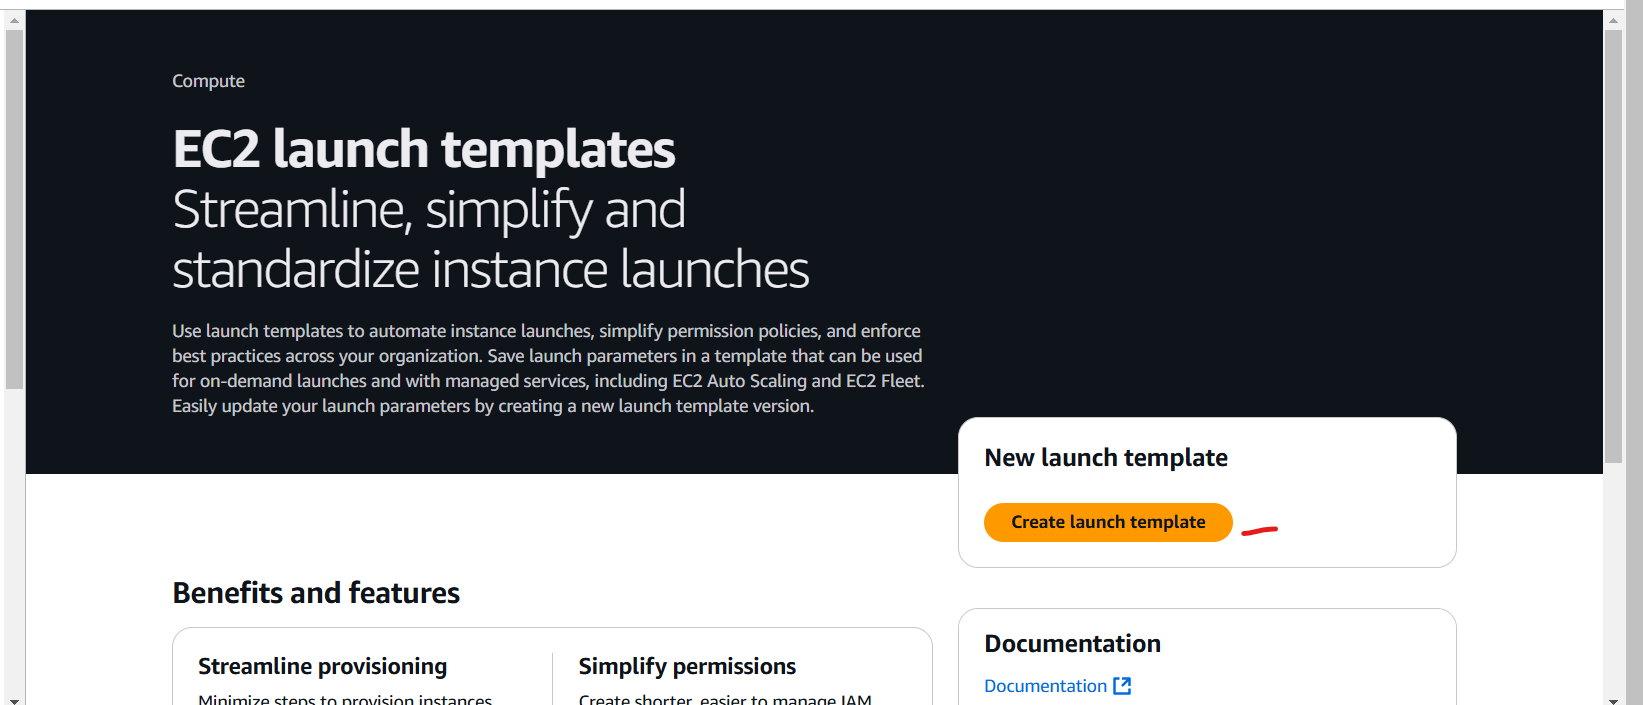 Compute
EC2 launch templates
Streamline, simplify and
standardize instance launches
Use launch templates to automate instance launches, simplify permission policies, and enforce
best practices across your organization. Save launch parameters in a template that can be used
for on-demand launches and with managed services, including EC2 Auto Scaling and EC2 Fleet.
Easily update your launch parameters by creating a new launch template version.
New launch template
Create launch template
Benefits and features
Streamline provisioning
Minimize steps to provision instances
Simplify permissions
Create shorter, easier to manage IAM
Documentation
Documentation